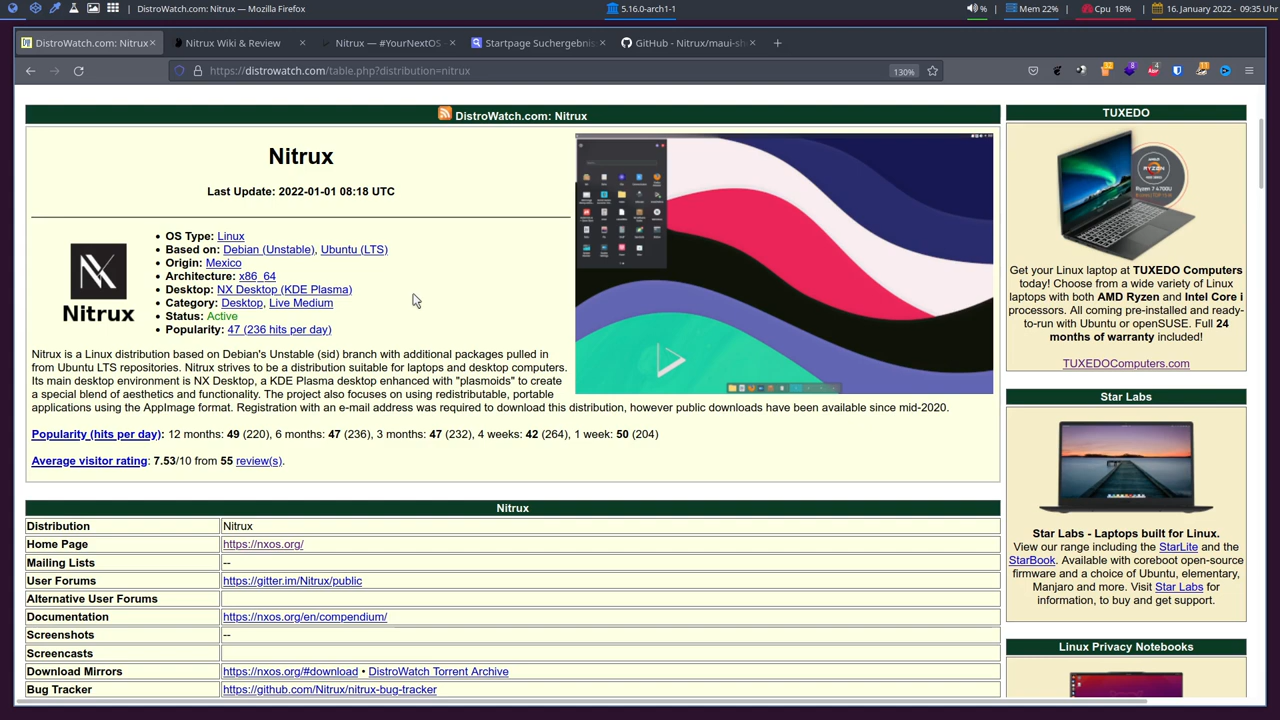 DistroWatch.com: Nitrux — Mozilla Firefox
5.16.0-arch1-1
%
Mem 22%
Cpu 18%
16. January 2022 - 09:35 Uhr
DistroWatch.com: Nitrux
Nitrux Wiki & Review
Nitrux — #YourNextOS
Startpage Suchergebnis
GitHub - Nitrux/maui-sh
https://distrowatch.com/table.php?distribution=nitrux
130%
DistroWatch.com: Nitrux
Nitrux
Last Update: 2022-01-01 08:18 UTC
Nitrux
• OS Type: Linux
• Based on: Debian (Unstable), Ubuntu (LTS)
• Origin: Mexico
• Architecture: x86_64
• Desktop: NX Desktop (KDE Plasma)
• Category: Desktop, Live Medium
• Status: Active
• Popularity: 47 (236 hits per day)
Nitrux is a Linux distribution based on Debian's Unstable (sid) branch with additional packages pulled in
from Ubuntu LTS repositories. Nitrux strives to be a distribution suitable for laptops and desktop computers.
Its main desktop environment is NX Desktop, a KDE Plasma desktop enhanced with "plasmoids" to create
a special blend of aesthetics and functionality. The project also focuses on using redistributable, portable
applications using the AppImage format. Registration with an e-mail address was required to download this distribution, however public downloads have been available since mid-2020.
Popularity (hits per day): 12 months: 49 (220), 6 months: 47 (236), 3 months: 47 (232), 4 weeks: 42 (264), 1 week: 50 (204)
Average visitor rating: 7.53/10 from 55 review(s).
Nitrux
Distribution Nitrux
Home Page https://nxos.org/
Mailing Lists --
User Forums https://gitter.im/Nitrux/public
Alternative User Forums
Documentation https://nxos.org/en/compendium/
Screenshots --
Screencasts
Download Mirrors https://nxos.org/#download • DistroWatch Torrent Archive
Bug Tracker https://github.com/Nitrux/nitrux-bug-tracker
TUXEDO
AMD
RYZEN
Ryzen 7 4700U
Get your Linux laptop at TUXEDO Computers
today! Choose from a wide variety of Linux
laptops with both AMD Ryzen and Intel Core i
processors. All coming pre-installed and ready-
to-run with Ubuntu or openSUSE. Full 24
months of warranty included!
TUXEDOComputers.com
Star Labs
Star Labs - Laptops built for Linux.
View our range including the StarLite and the
StarBook. Available with coreboot open-source
firmware and a choice of Ubuntu, elementary,
Manjaro and more. Visit Star Labs for
information, to buy and get support.
Linux Privacy Notebooks